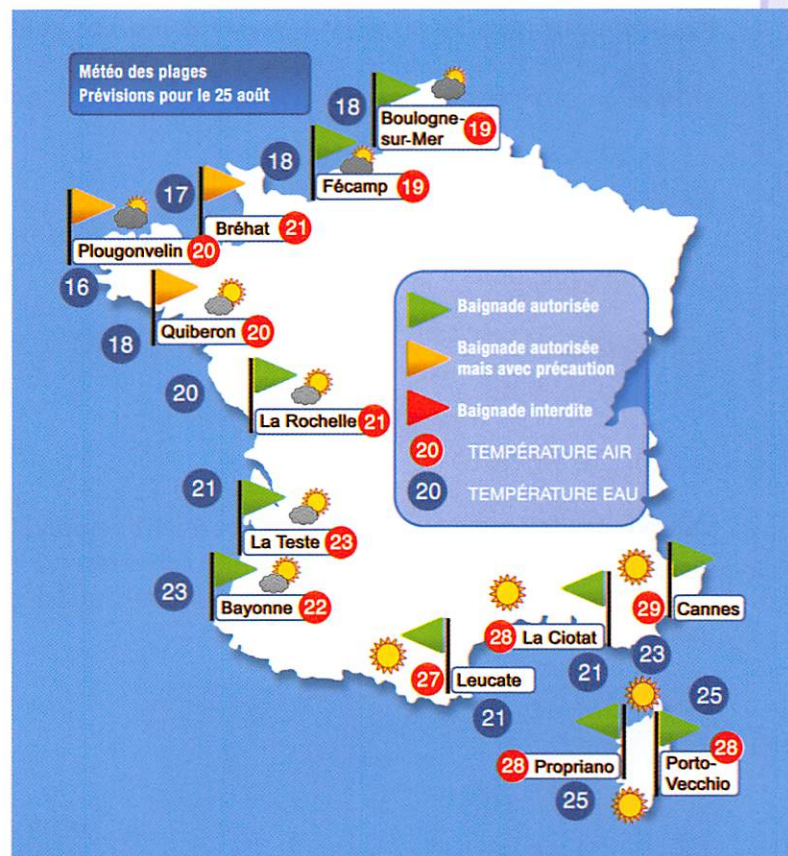 Météo des plages
Prévisions pour le 25 août
18
Boulogne-
sur-Mer 19
18
Fécamp 19
17
Bréhat 21
Plougonvelin 20
16
Quiberon 20
18
20
La Rochelle 21
21
La Teste 23
23
Bayonne 22
Baignade autorisée
Baignade autorisée
mais avec précaution
Baignade interdite
20 TEMPÉRATURE AIR
20 TEMPÉRATURE EAU
29 Cannes
23
28 La Ciotat
21
27 Leucate
21
28 Propriano
25
25
28
Porto-
Vecchio